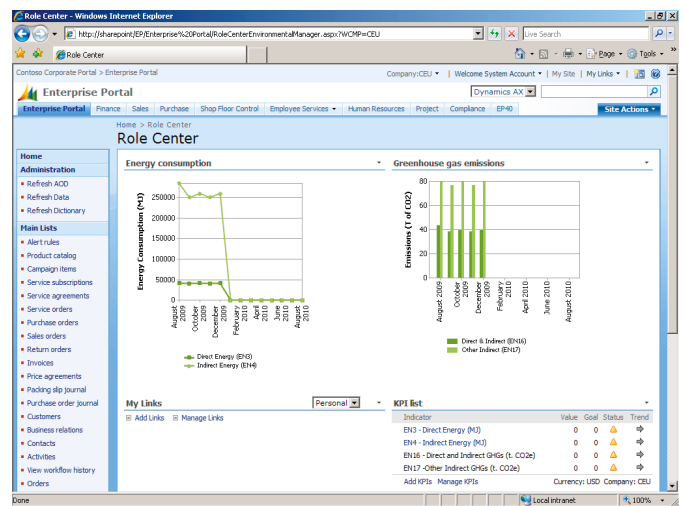 Role Center - Windows Internet Explorer
http://sharepoint/EP/Enterprise%20Portal/RoleCenterEnvironmentalManager.aspx?WCMP=CEU
Live Search
Role Center
Page
Tools
Contoso Corporate Portal > Enterprise Portal
Company:CEU
Welcome System Account
My Site
My Links
Enterprise Portal
Dynamics AX
Enterprise Portal Finance Sales Purchase Shop Floor Control Employee Services Human Resources Project Compliance EP40
Site Actions
Home > Role Center
Role Center
Home
Administration
Refresh AOD
Refresh Data
Refresh Dictionary
Main Lists
Alert rules
Product catalog
Campaign items
Service subscriptions
Service agreements
Service orders
Purchase orders
Sales orders
Return orders
Invoices
Price agreements
Packing slip journal
Purchase order journal
Customers
Business relations
Contacts
Activities
View workflow history
Orders
Energy consumption
Energy Consumption (MJ)
250000
200000
150000
100000
50000
0
August 2009
October 2009
December 2009
February 2010
April 2010
June 2010
August 2010
Direct Energy (EN3)
Indirect Energy (EN4)
Greenhouse gas emissions
Emissions (T of CO2)
80
60
40
20
0
August 2009
October 2009
December 2009
February 2010
April 2010
June 2010
August 2010
Direct & Indirect (EN16)
Other Indirect (EN17)
My Links
Personal
Add Links Manage Links
KPI list
Indicator Value Goal Status Trend
EN3 - Direct Energy (MJ) 0 0
EN4 - Indirect Energy (MJ) 0 0
EN16 - Direct and Indirect GHGs (t. CO2e) 0 0
EN17 -Other Indirect GHGs (t. CO2e) 0 0
Add KPIs Manage KPIs Currency: USD Company: CEU
Done
Local intranet
100%